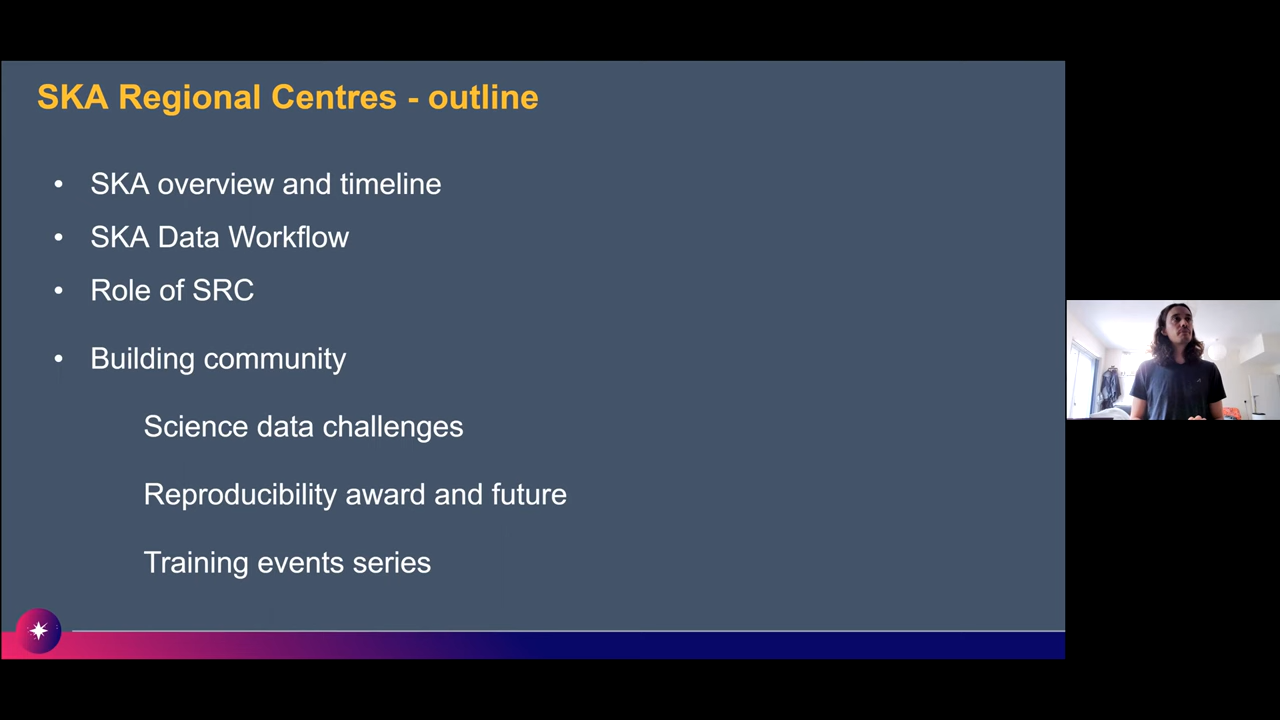 SKA Regional Centres - outline
• SKA overview and timeline
• SKA Data Workflow
• Role of SRC
• Building community
Science data challenges
Reproducibility award and future
Training events series